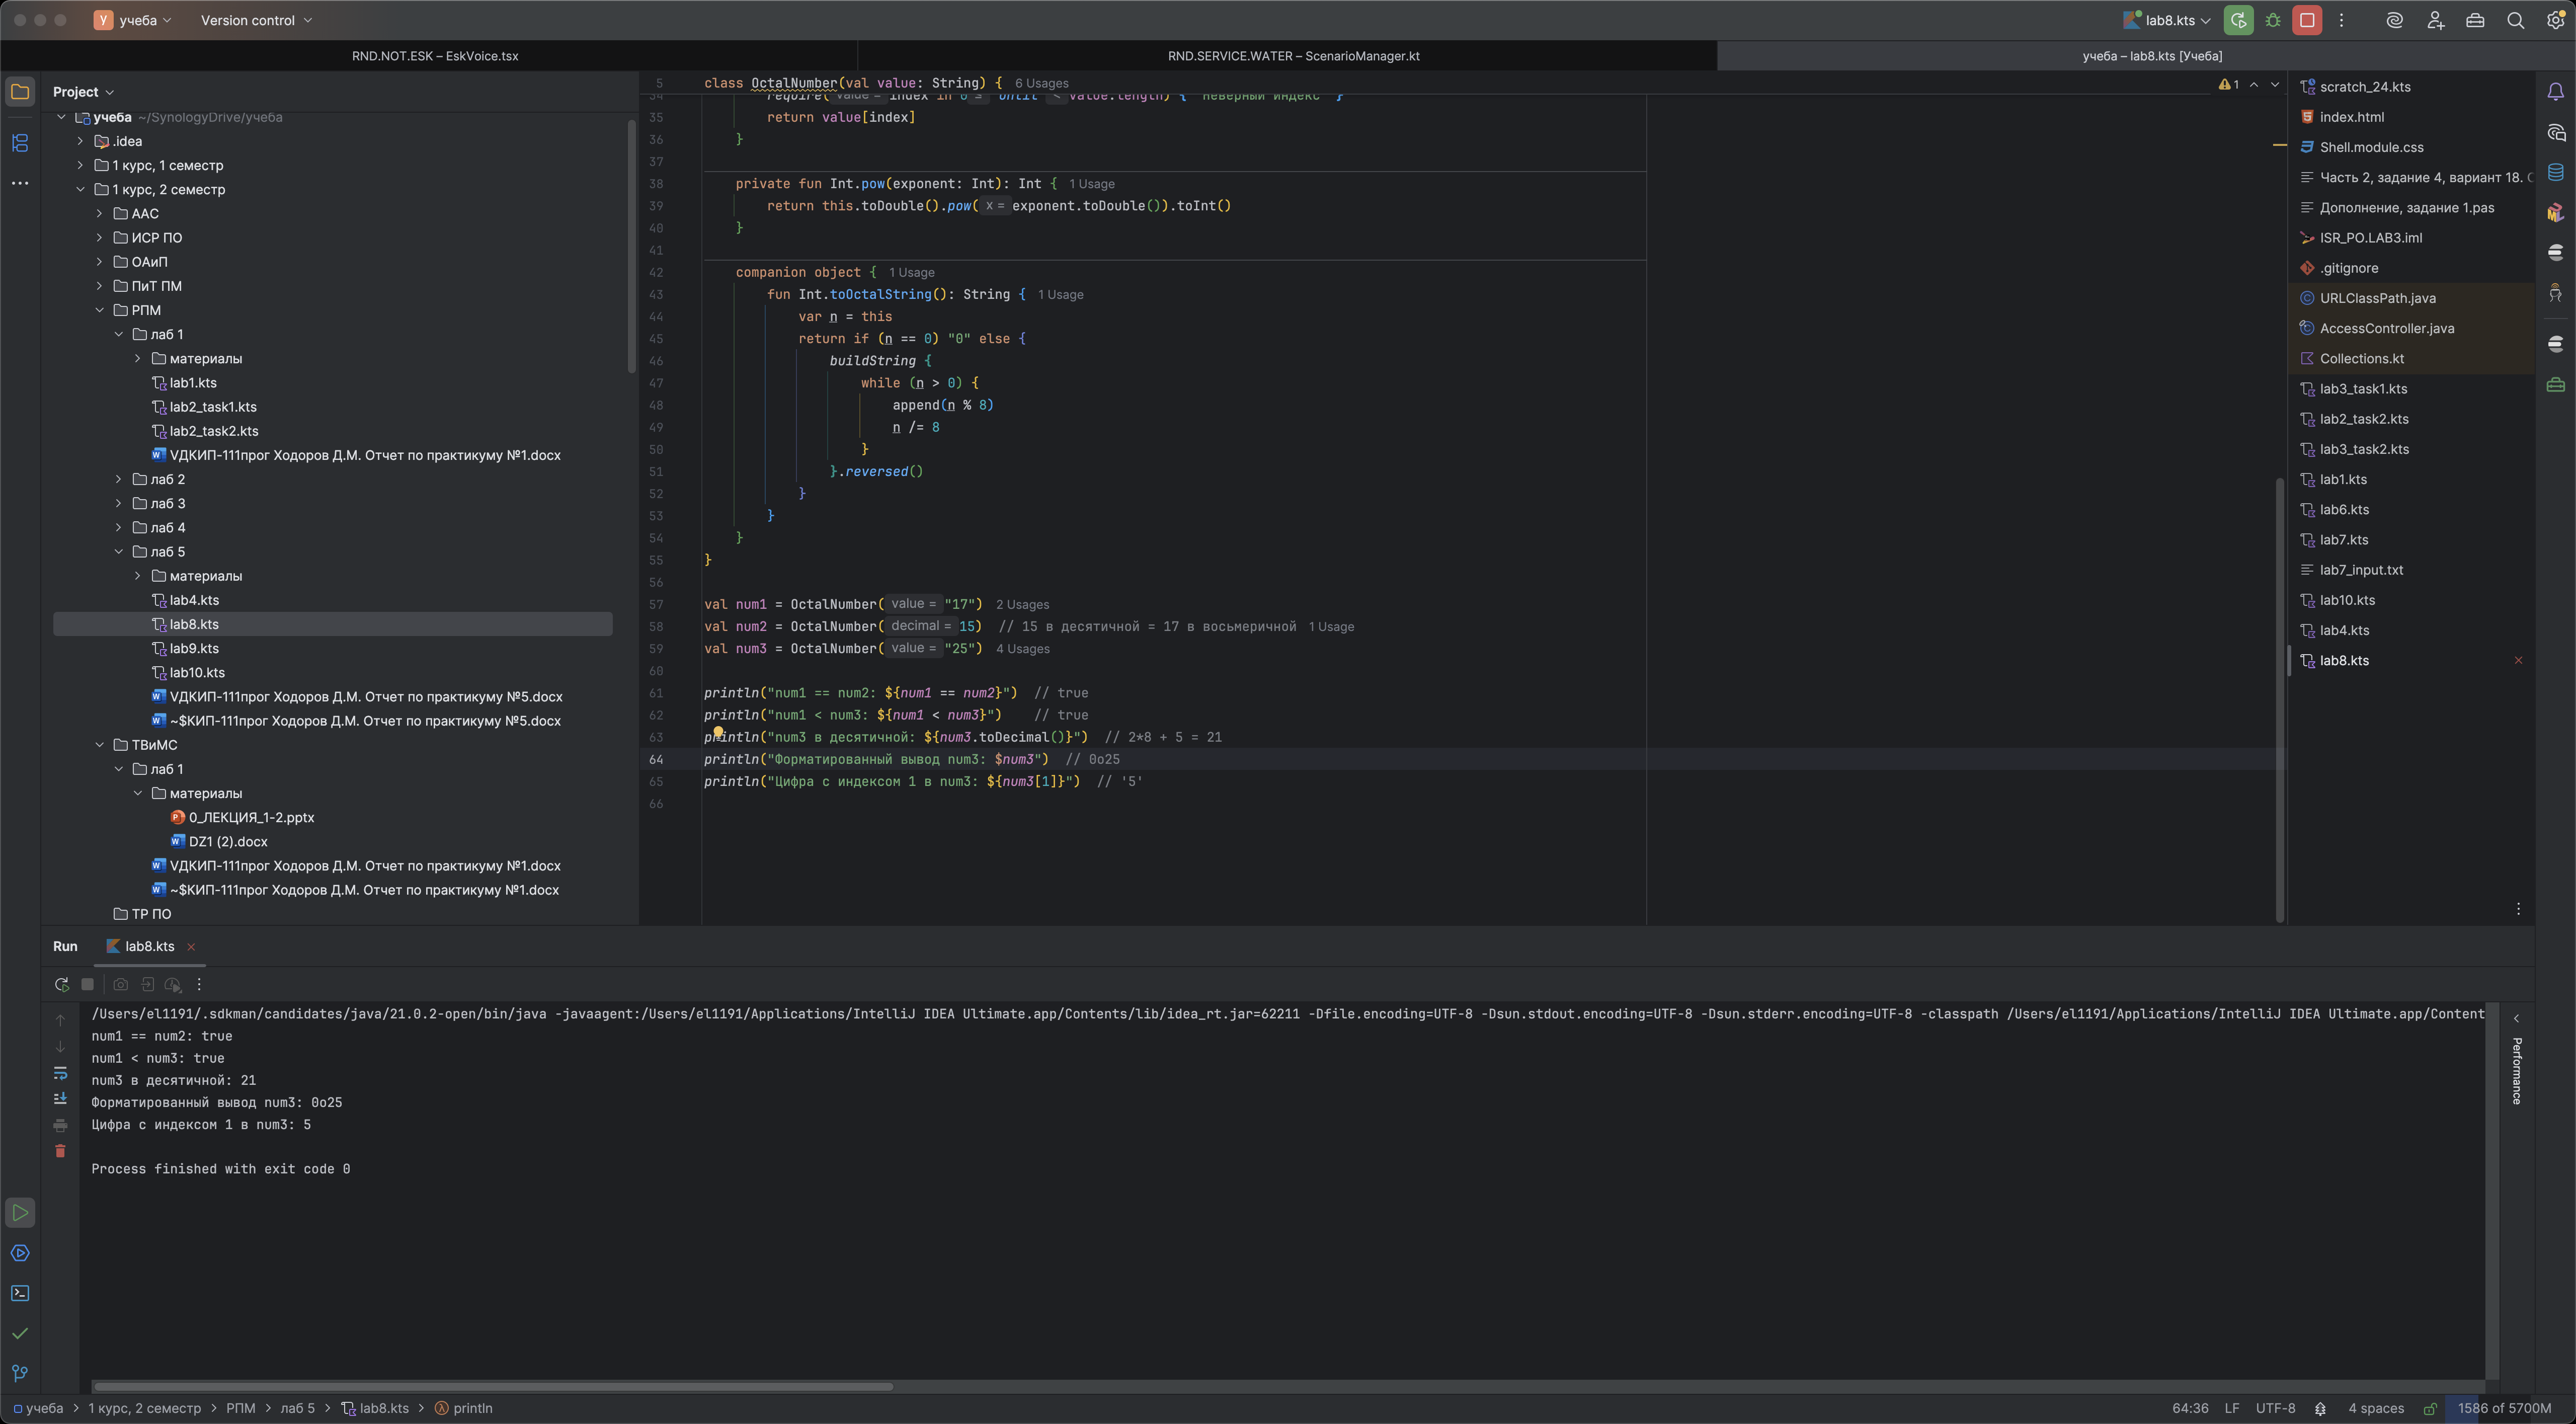 У учеба Version control lab8.kts
RND.NOT.ESK – EskVoice.tsx RND.SERVICE.WATER – ScenarioManager.kt учеба – lab8.kts [Учеба]
Project
учеба ~/SynologyDrive/учеба
.idea
1 курс, 1 семестр
1 курс, 2 семестр
ААС
ИСР ПО
ОАиП
ПиТ ПМ
РПМ
лаб 1
материалы
lab1.kts
lab2_task1.kts
lab2_task2.kts
VДКИП-111прог Ходоров Д.М. Отчет по практикуму №1.docx
лаб 2
лаб 3
лаб 4
лаб 5
материалы
lab4.kts
lab8.kts
lab9.kts
lab10.kts
VДКИП-111прог Ходоров Д.М. Отчет по практикуму №5.docx
~$КИП-111прог Ходоров Д.М. Отчет по практикуму №5.docx
ТВиМС
лаб 1
материалы
0_ЛЕКЦИЯ_1-2.pptx
DZ1 (2).docx
VДКИП-111прог Ходоров Д.М. Отчет по практикуму №1.docx
~$КИП-111прог Ходоров Д.М. Отчет по практикуму №1.docx
ТР ПО
5 class OctalNumber(val value: String) { 6 Usages
1
34 require( value = index in 0 ≤ until < value.length) { "Неверный индекс" }
35 return value[index]
36 }
37
38 private fun Int.pow(exponent: Int): Int { 1 Usage
39 return this.toDouble().pow( x = exponent.toDouble()).toInt()
40 }
41
42 companion object { 1 Usage
43 fun Int.toOctalString(): String { 1 Usage
44 var n = this
45 return if (n == 0) "0" else {
46 buildString {
47 while (n > 0) {
48 append(n % 8)
49 n /= 8
50 }
51 }.reversed()
52 }
53 }
54 }
55 }
56
57 val num1 = OctalNumber( value = "17") 2 Usages
58 val num2 = OctalNumber( decimal = 15) // 15 в десятичной = 17 в восьмеричной 1 Usage
59 val num3 = OctalNumber( value = "25") 4 Usages
60
61 println("num1 == num2: ${num1 == num2}") // true
62 println("num1 < num3: ${num1 < num3}") // true
63 println("num3 в десятичной: ${num3.toDecimal()}") // 2*8 + 5 = 21
64 println("Форматированный вывод num3: $num3") // 0o25
65 println("Цифра с индексом 1 в num3: ${num3[1]}") // '5'
66
scratch_24.kts
index.html
Shell.module.css
Часть 2, задание 4, вариант 18.
Дополнение, задание 1.pas
ISR_PO.LAB3.iml
.gitignore
URLClassPath.java
AccessController.java
Collections.kt
lab3_task1.kts
lab2_task2.kts
lab3_task2.kts
lab1.kts
lab6.kts
lab7.kts
lab7_input.txt
lab10.kts
lab4.kts
lab8.kts
Run lab8.kts
/Users/el1191/.sdkman/candidates/java/21.0.2-open/bin/java -javaagent:/Users/el1191/Applications/IntelliJ IDEA Ultimate.app/Contents/lib/idea_rt.jar=62211 -Dfile.encoding=UTF-8 -Dsun.stdout.encoding=UTF-8 -Dsun.stderr.encoding=UTF-8 -classpath /Users/el1191/Applications/IntelliJ IDEA Ultimate.app/Content
num1 == num2: true
num1 < num3: true
num3 в десятичной: 21
Форматированный вывод num3: 0o25
Цифра с индексом 1 в num3: 5
Process finished with exit code 0
Performance
учеба > 1 курс, 2 семестр > РПМ > лаб 5 > lab8.kts > println
64:36 LF UTF-8 4 spaces 1586 of 5700M